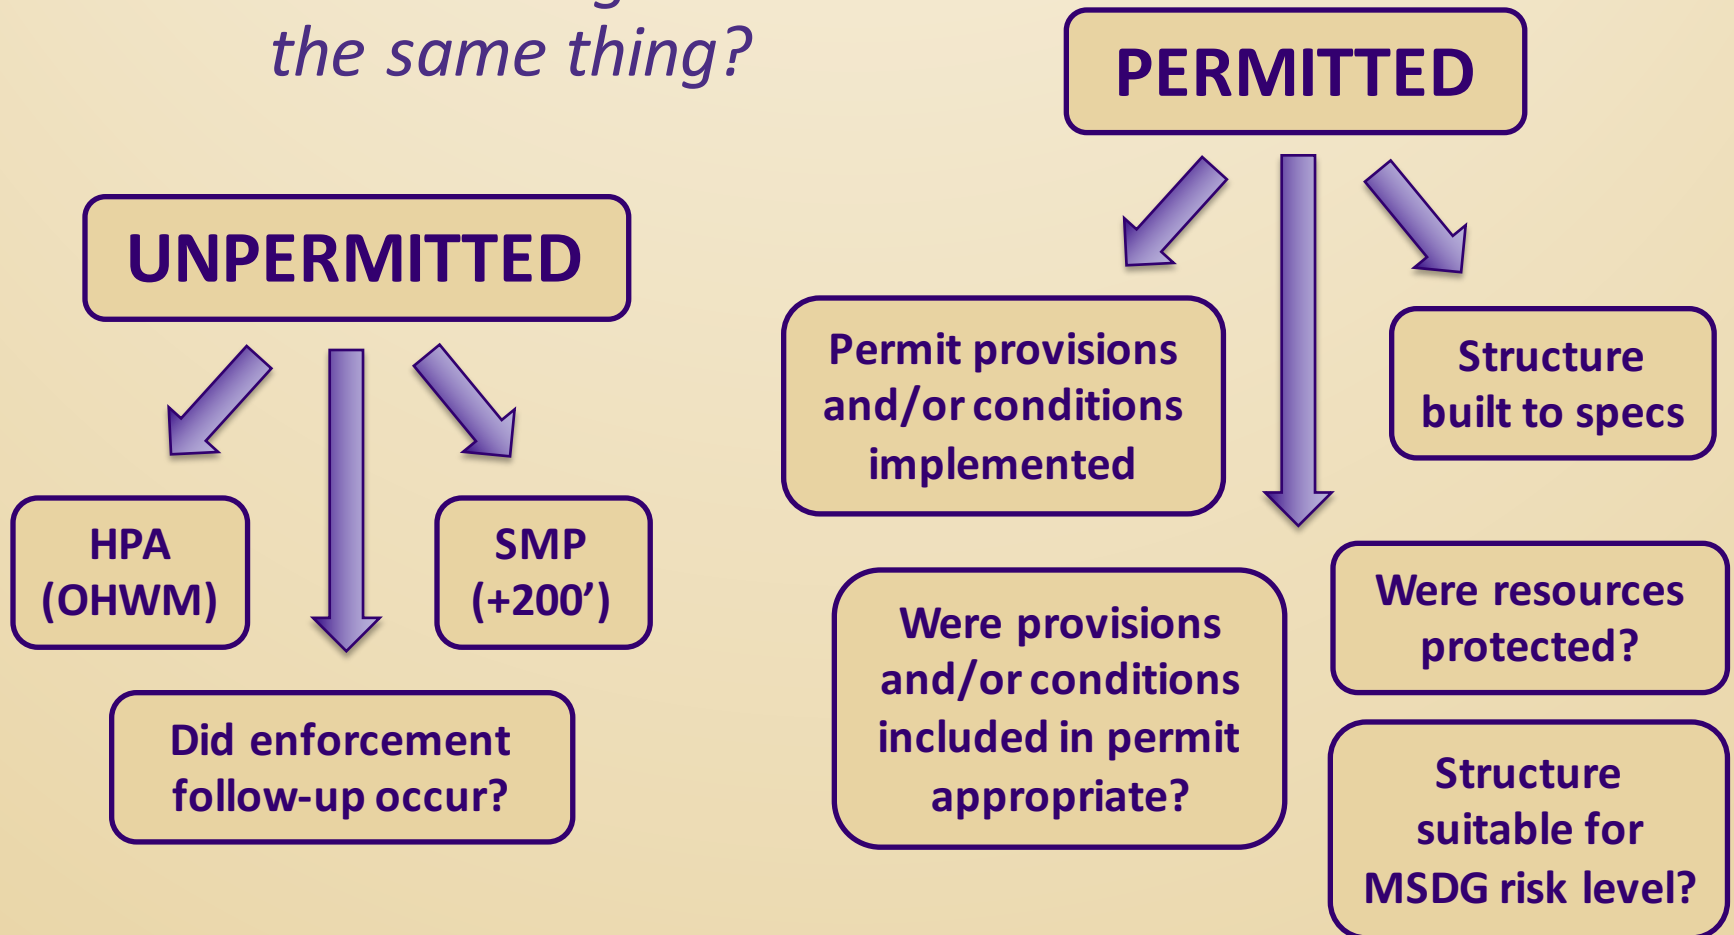 the same thing?
PERMITTED
UNPERMITTED
Permit provisions
and/or conditions
implemented
Structure
built to specs
HPA
(OHWM)
SMP
(+200’)
Did enforcement
follow-up occur?
Were provisions
and/or conditions
included in permit
appropriate?
Were resources
protected?
Structure
suitable for
MSDG risk level?